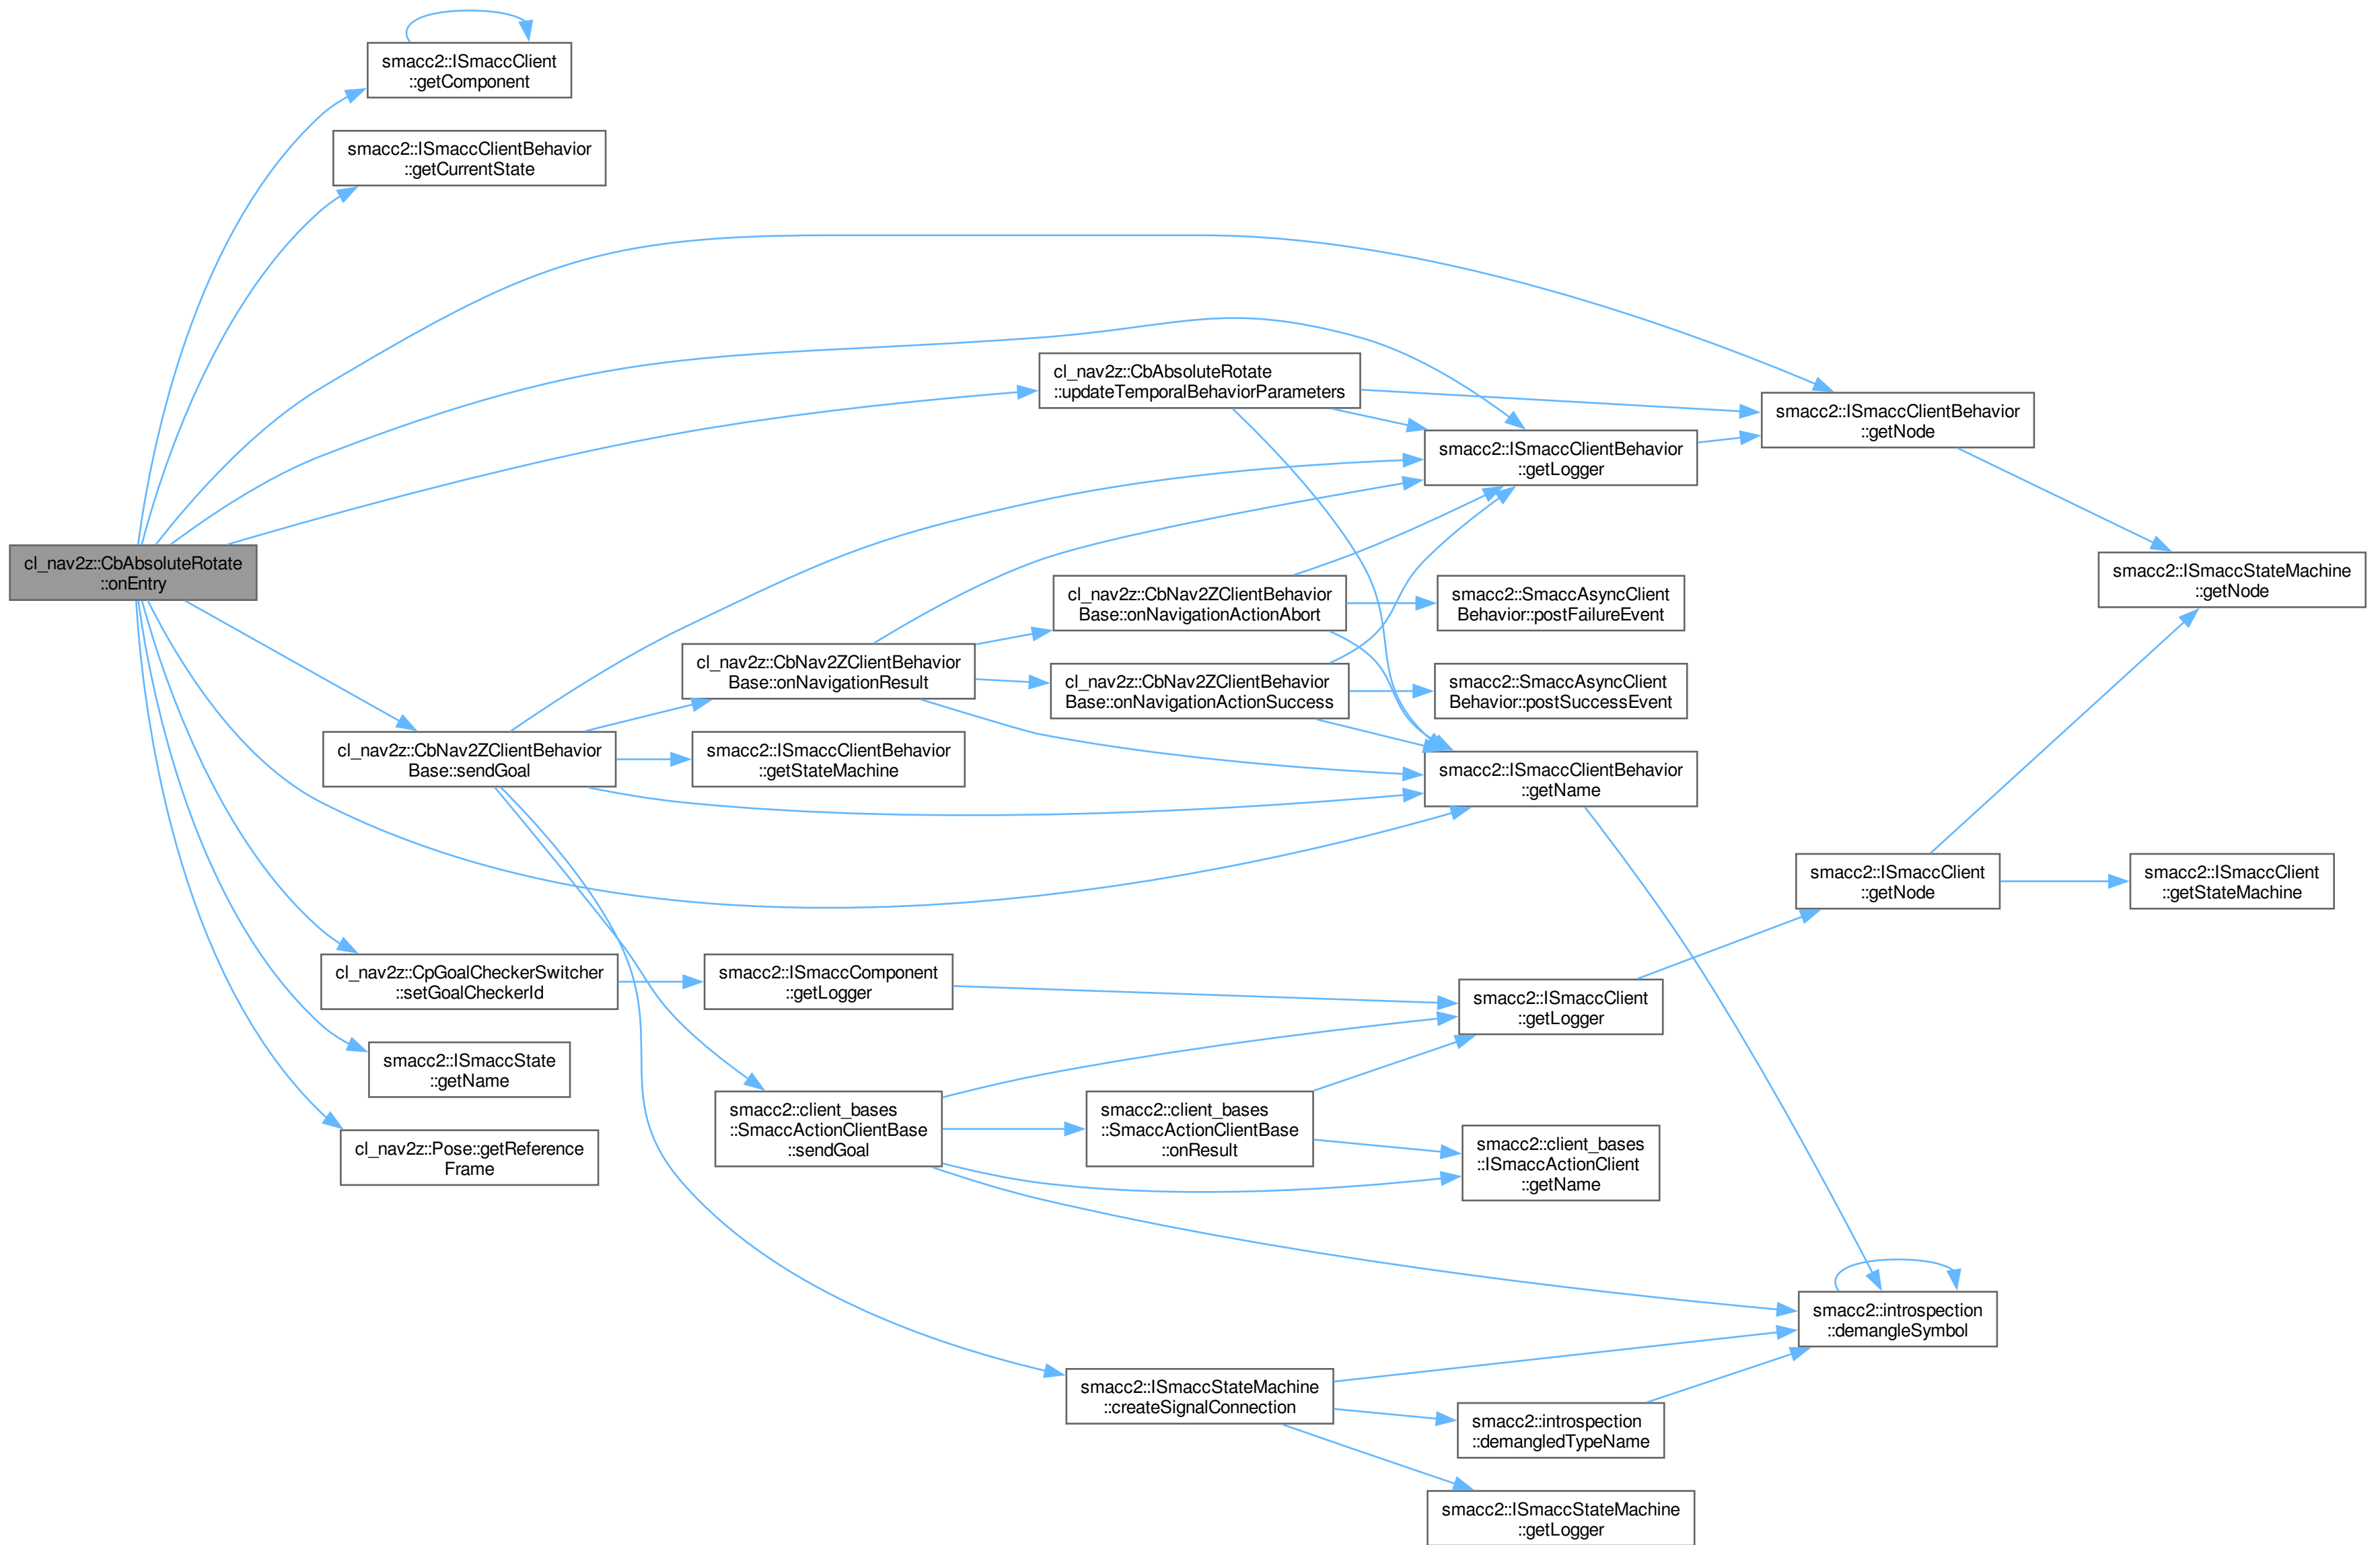 smacc2::ISmaccClient
::getComponent
smacc2::ISmaccClientBehavior
::getCurrentState
cl_nav2z::CbAbsoluteRotate
::updateTemporalBehaviorParameters
smacc2::ISmaccClientBehavior
::getNode
smacc2::ISmaccClientBehavior
::getLogger
cl_nav2z::CbAbsoluteRotate
::onEntry
smacc2::ISmaccStateMachine
::getNode
cl_nav2z::CbNav2ZClientBehavior
Base::onNavigationActionAbort
smacc2::SmaccAsyncClient
Behavior::postFailureEvent
cl_nav2z::CbNav2ZClientBehavior
Base::onNavigationResult
cl_nav2z::CbNav2ZClientBehavior
Base::onNavigationActionSuccess
smacc2::SmaccAsyncClient
Behavior::postSuccessEvent
cl_nav2z::CbNav2ZClientBehavior
Base::sendGoal
smacc2::ISmaccClientBehavior
::getStateMachine
smacc2::ISmaccClientBehavior
::getName
smacc2::ISmaccClient
::getNode
smacc2::ISmaccClient
::getStateMachine
cl_nav2z::CpGoalCheckerSwitcher
::setGoalCheckerId
smacc2::ISmaccComponent
::getLogger
smacc2::ISmaccClient
::getLogger
smacc2::ISmaccState
::getName
smacc2::client_bases
::SmaccActionClientBase
::sendGoal
smacc2::client_bases
::SmaccActionClientBase
::onResult
cl_nav2z::Pose::getReference
Frame
smacc2::client_bases
::ISmaccActionClient
::getName
smacc2::introspection
::demangleSymbol
smacc2::ISmaccStateMachine
::createSignalConnection
smacc2::introspection
::demangledTypeName
smacc2::ISmaccStateMachine
::getLogger